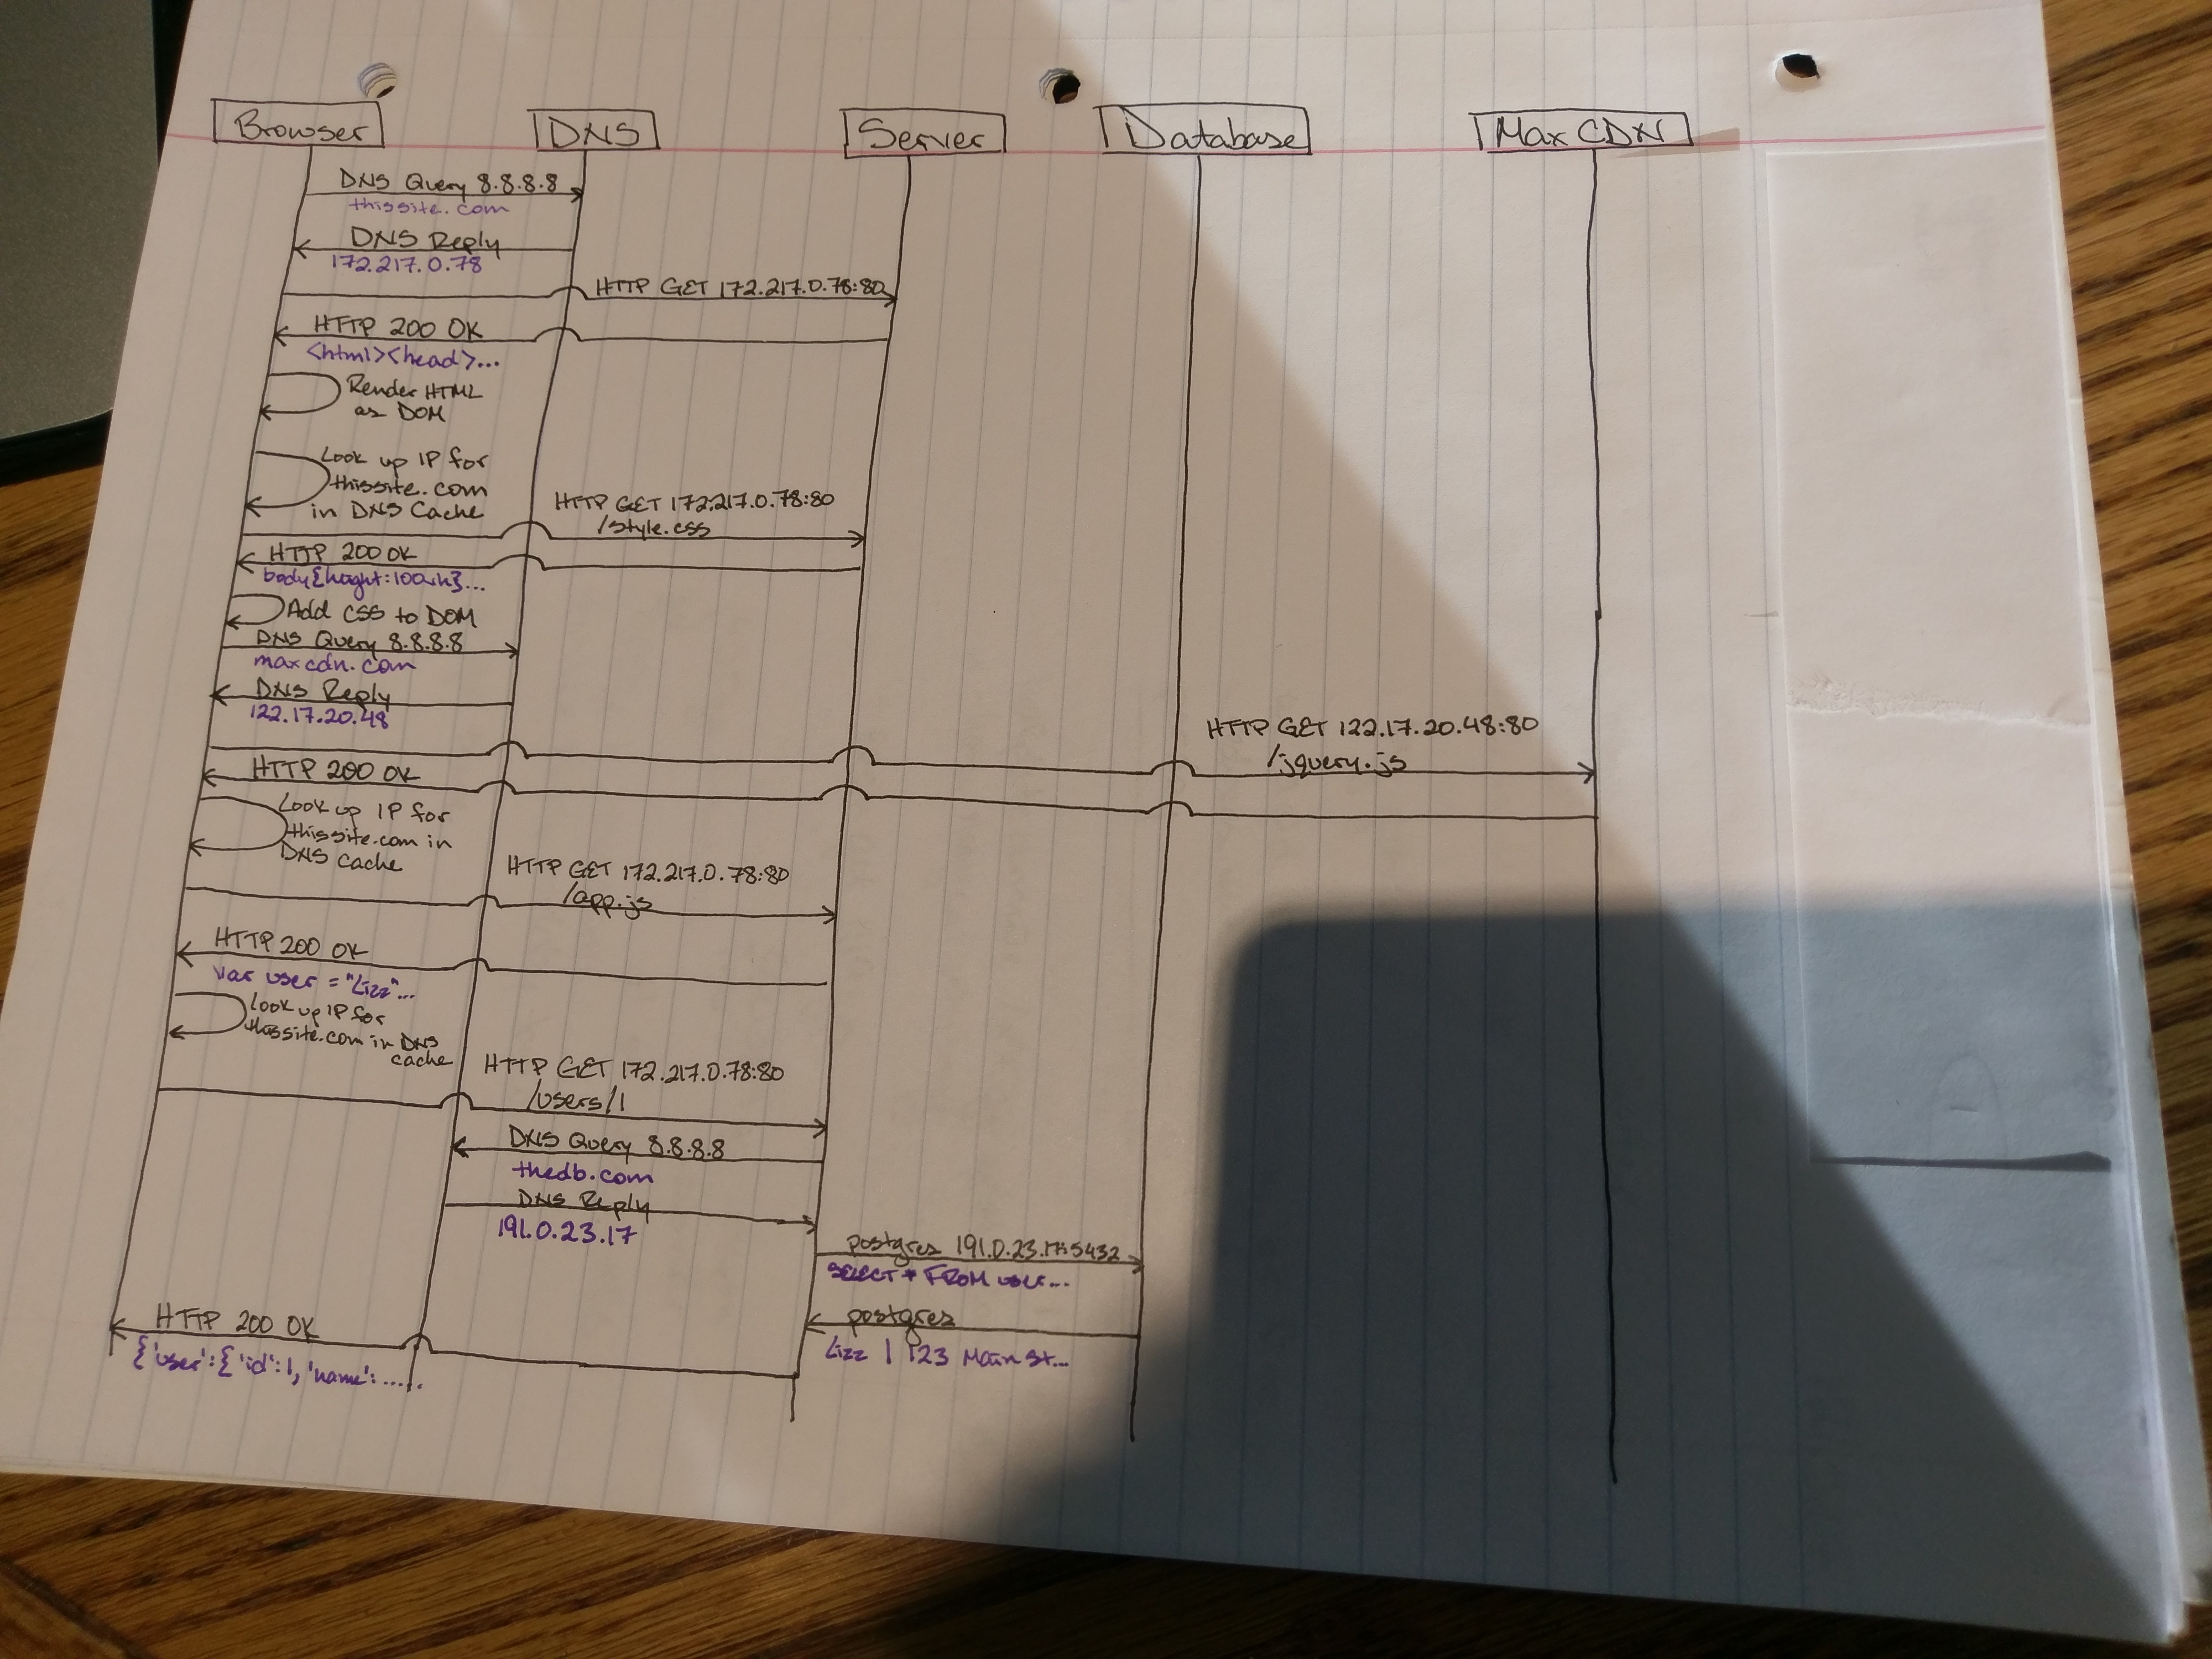 Browser
DNS
Server
Database
MaxCDN
DNS Query 8.8.8.8
thissite.com
DNS Reply
172.217.0.78
HTTP GET 172.217.0.78:80
HTTP 200 OK
<html><head>...
Render HTML
as DOM
Look up IP for
thissite.com
in DNS Cache
HTTP GET 172.217.0.78:80
/style.css
HTTP 200 OK
body{height:100vh}...
Add CSS to DOM
DNS Query 8.8.8.8
maxcdn.com
DNS Reply
122.17.20.48
HTTP GET 122.17.20.48:80
/jquery.js
HTTP 200 OK
Look up IP for
thissite.com in
DNS cache
HTTP GET 172.217.0.78:80
/app.js
HTTP 200 OK
var user = "Lizz"...
Look up IP for
thissite.com in DNS
cache
HTTP GET 172.217.0.78:80
/users/1
DNS Query 8.8.8.8
thedb.com
DNS Reply
191.0.23.17
postgres 191.0.23.17:5432
SELECT * FROM user...
postgres
Lizz | 123 Main St...
HTTP 200 OK
{'user':{'id':1, 'name':......